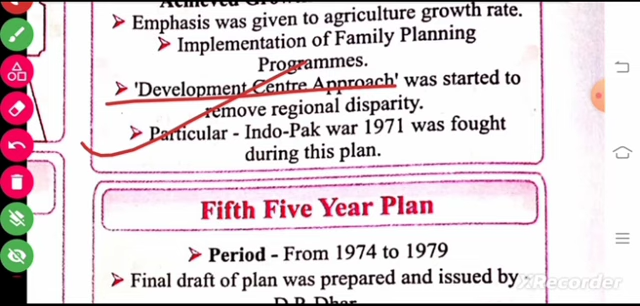 ➢ Emphasis was given to agriculture growth rate.
➢ Implementation of Family Planning
Programmes.
➢ 'Development Centre Approach' was started to
remove regional disparity.
➢ Particular - Indo-Pak war 1971 was fought
during this plan.
Fifth Five Year Plan
➢ Period - From 1974 to 1979
➢ Final draft of plan was prepared and issued by -
XRecorder